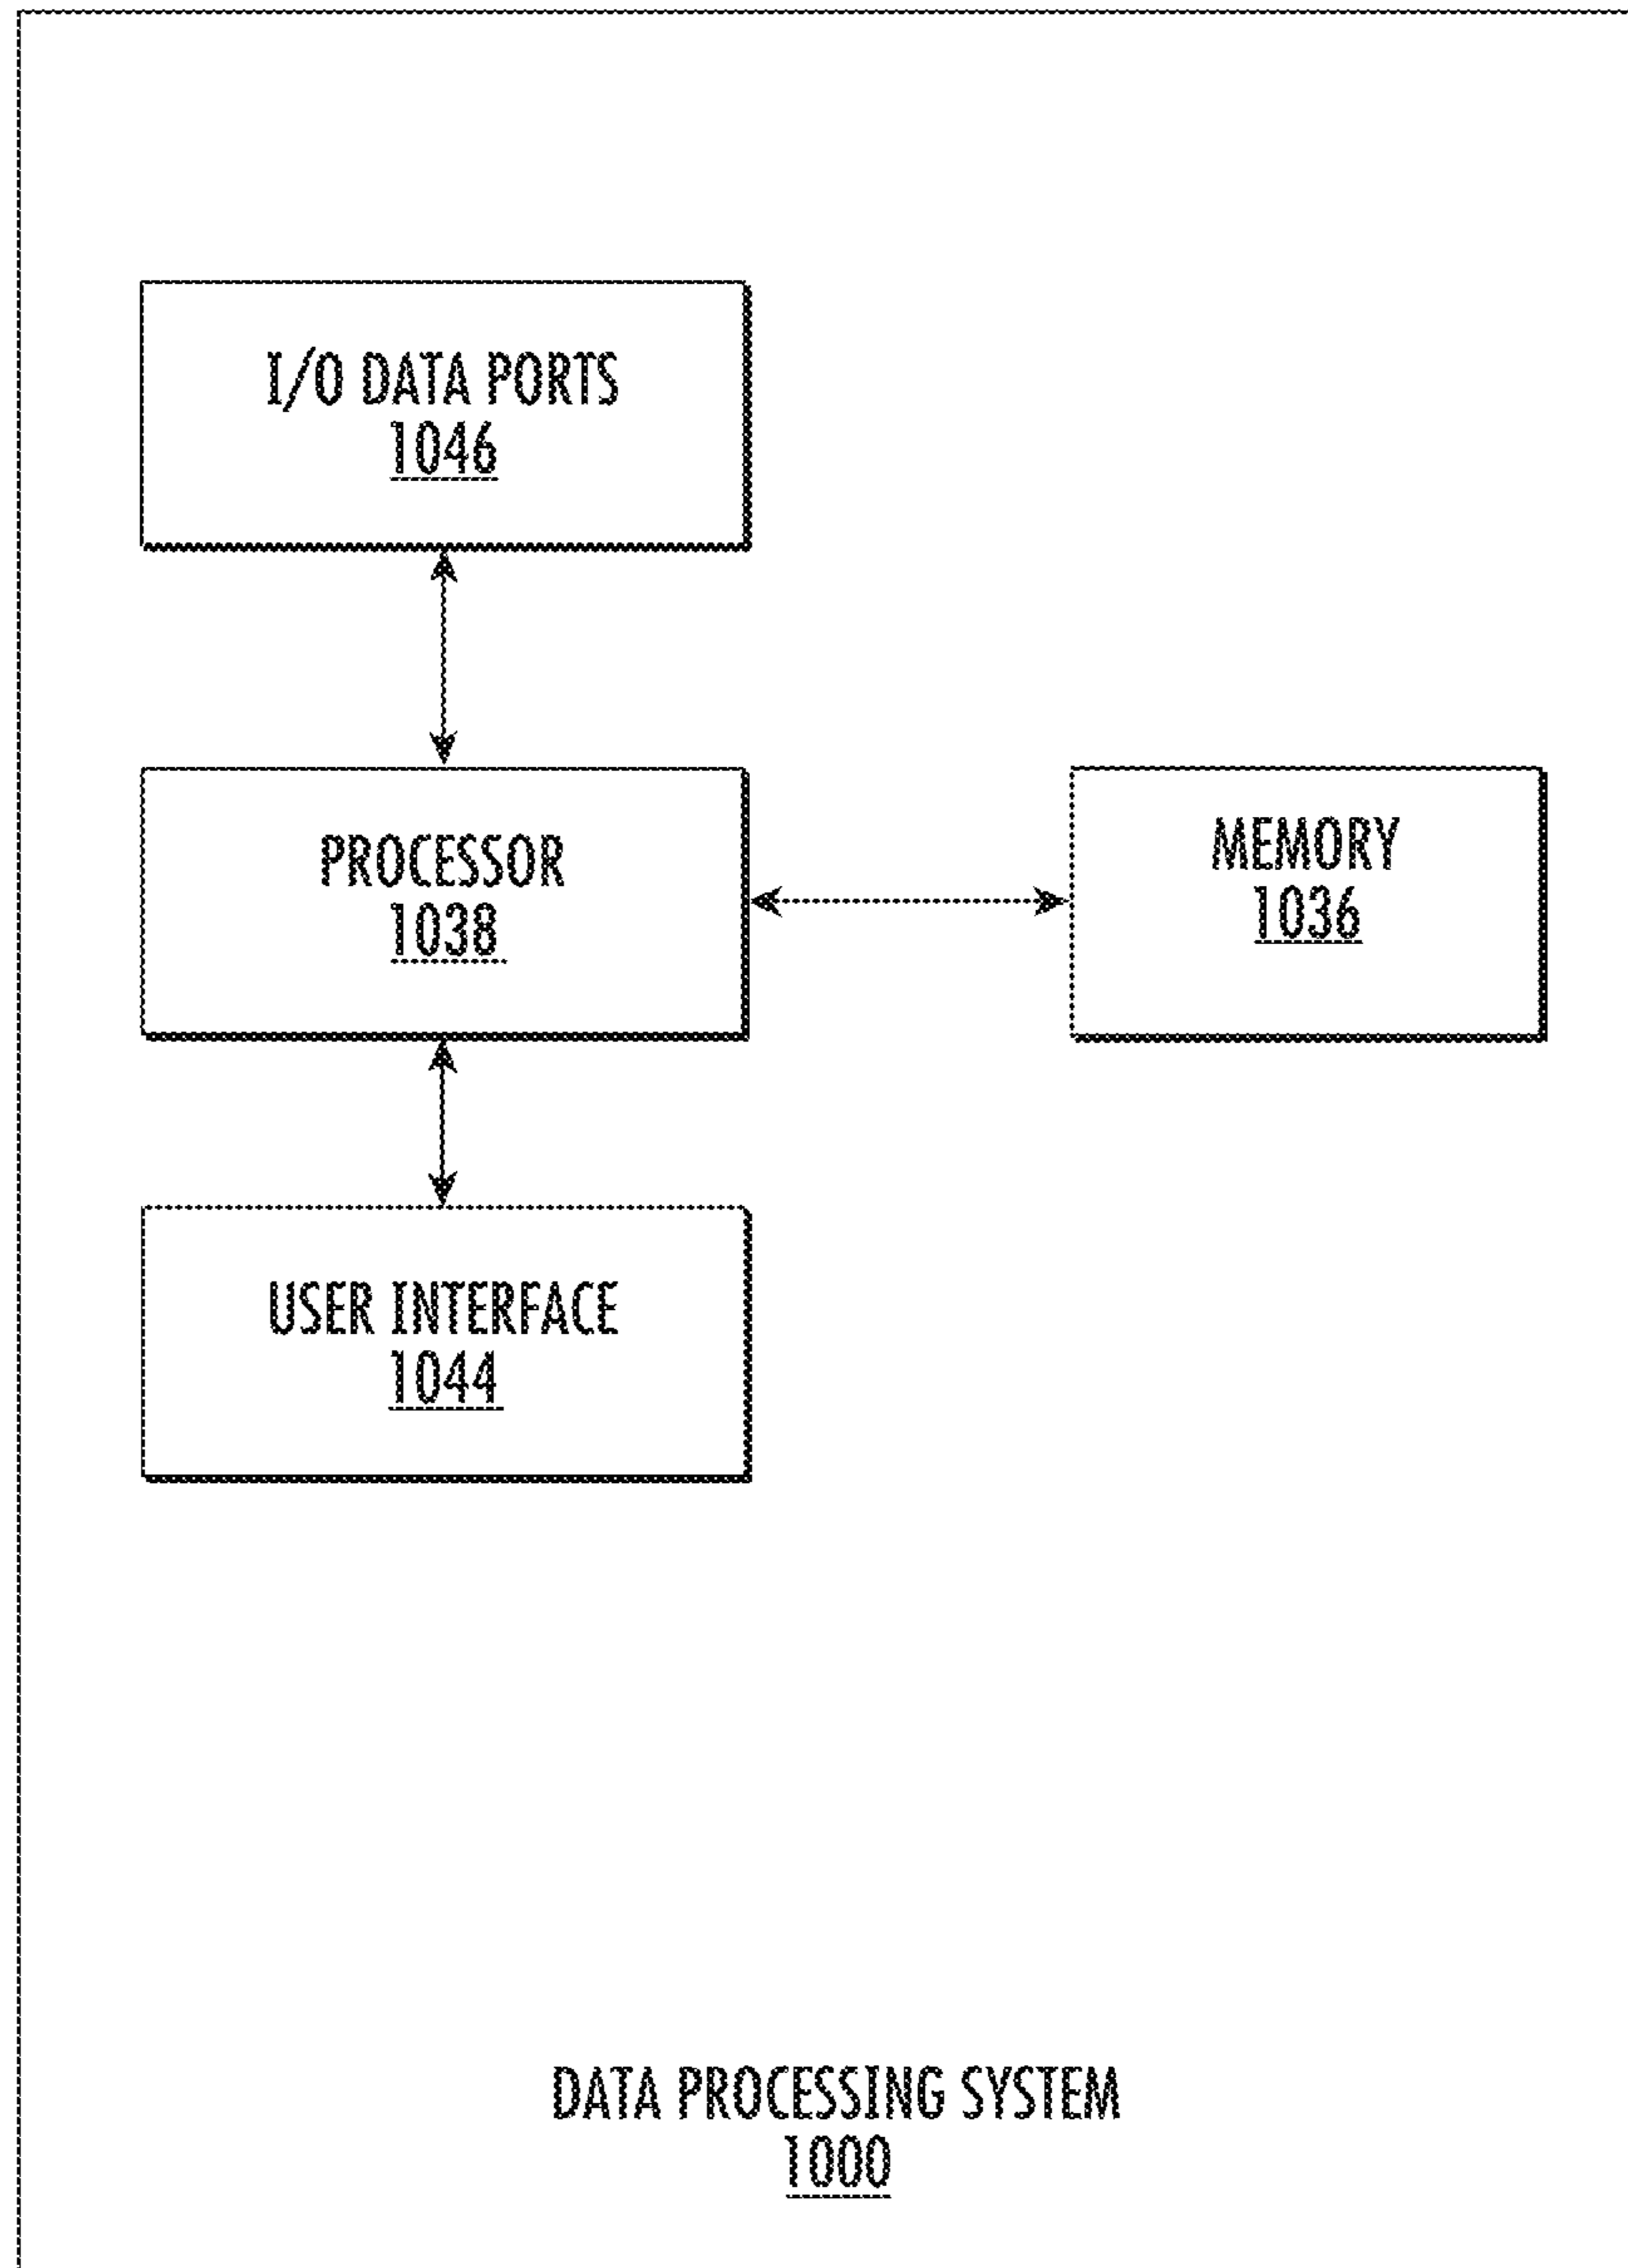 I/O DATA PORTS
1046
PROCESSOR
1038
MEMORY
1036
USER INTERFACE
1044
DATA PROCESSING SYSTEM
1000